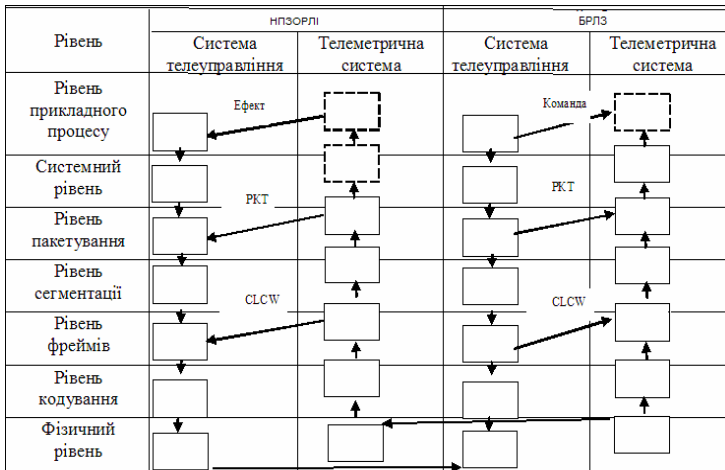 НПЗОРЛІ БРЛЗ
Рівень Система Телеметрична Система Телеметрична
телеуправління система телеуправління система
Рівень
прикладного
процесу
Ефект Команда
Системний
рівень
РКТ РКТ
Рівень
пакетування
Рівень
сегментації
CLCW CLCW
Рівень
фреймів
Рівень
кодування
Фізичний
рівень